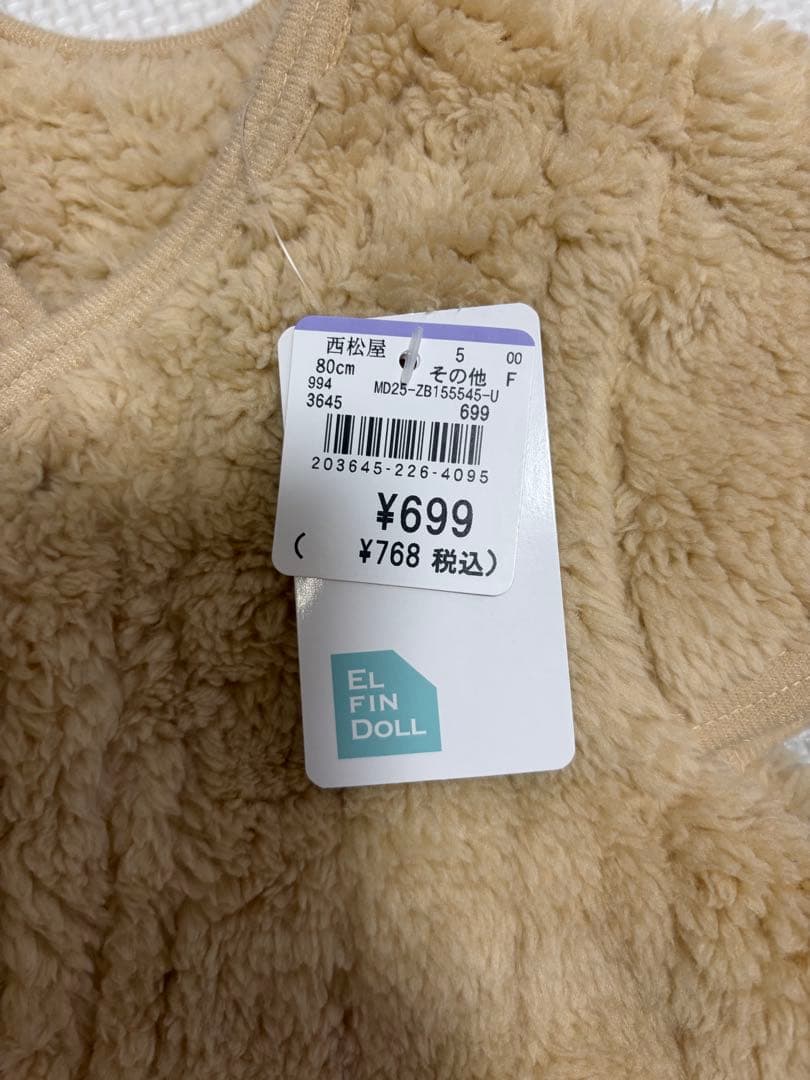 西松屋 5 00
80cm その他 F
994 MD25-ZB155545-U
3645 699
203645-226-4095
¥699
( ¥768 税込)
EL
FIN
DOLL